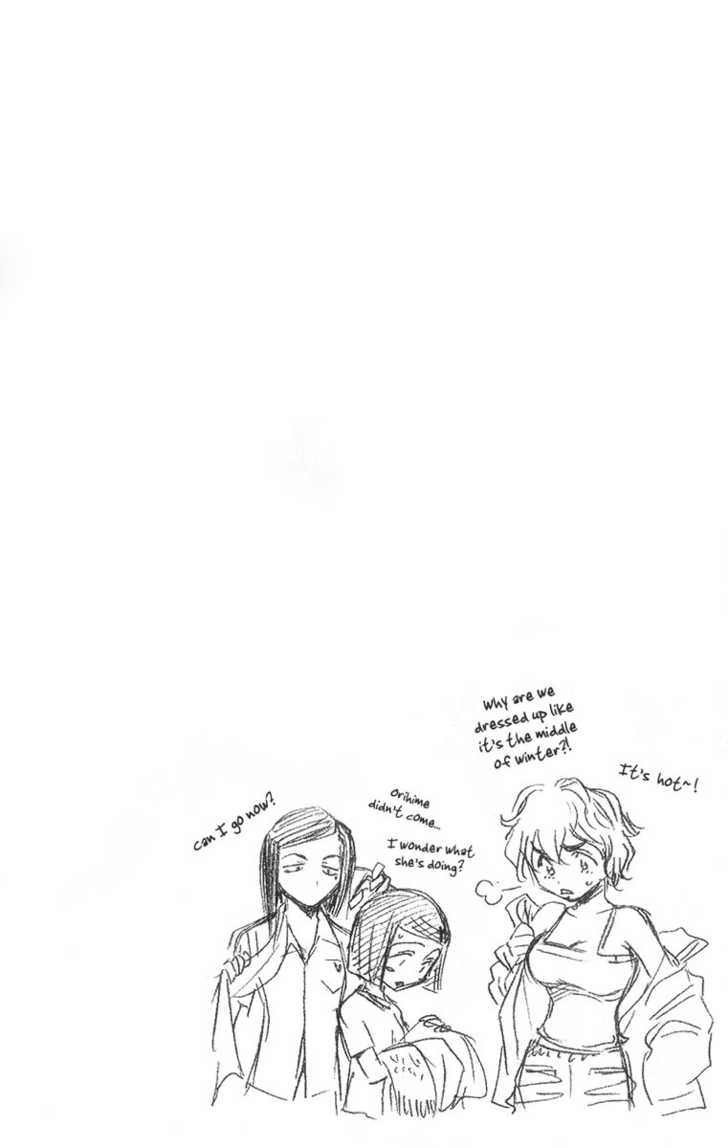 can I go now?
Orihime
didn't come...
I wonder what
she's doing?
Why are we
dressed up like
it's the middle
of winter?!
It's hot~!